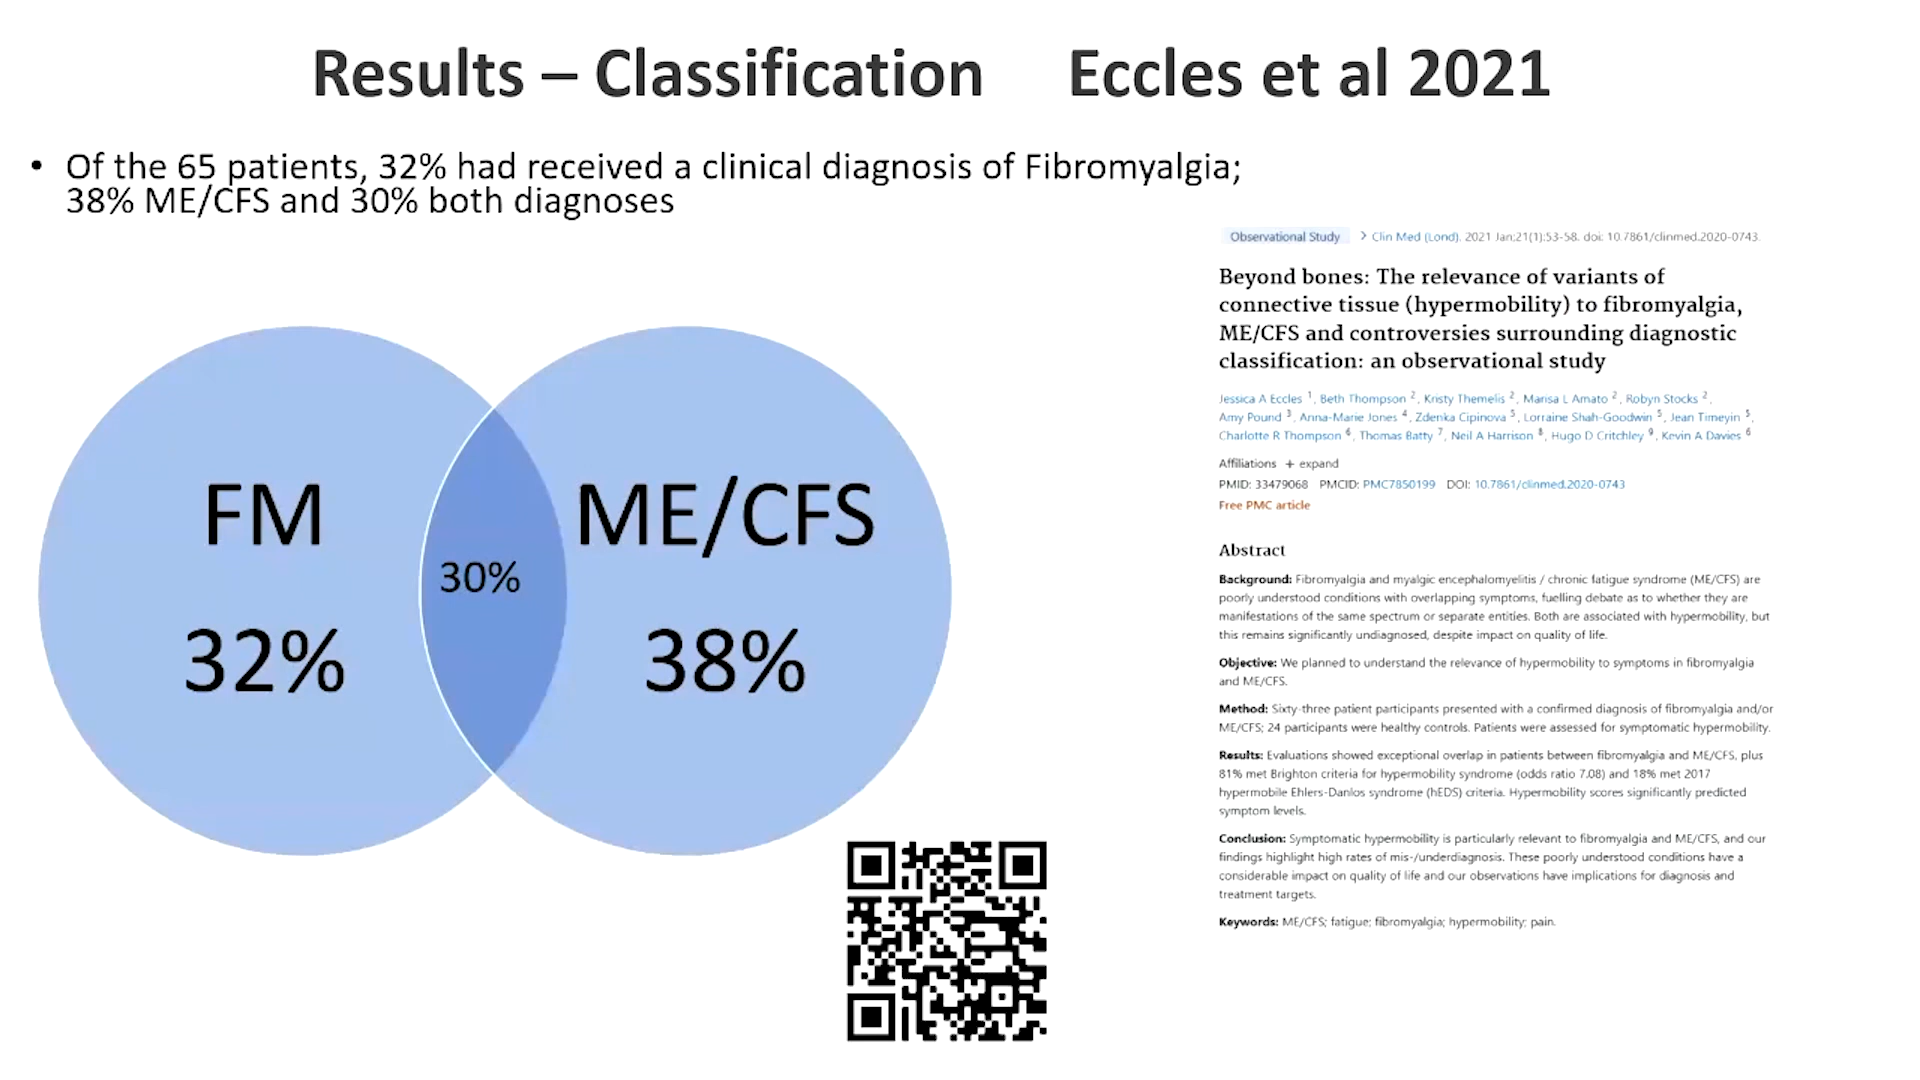 Results – Classification Eccles et al 2021
• Of the 65 patients, 32% had received a clinical diagnosis of Fibromyalgia;
38% ME/CFS and 30% both diagnoses
FM
32%
30%
ME/CFS
38%
Observational Study > Clin Med (Lond). 2021 Jan;21(1):53-58. doi: 10.7861/clinmed.2020-0743.
Beyond bones: The relevance of variants of
connective tissue (hypermobility) to fibromyalgia,
ME/CFS and controversies surrounding diagnostic
classification: an observational study
Jessica A Eccles 1, Beth Thompson 2, Kristy Themelis 2, Marisa L Amato 2, Robyn Stocks 2,
Amy Pound 3, Anna-Marie Jones 4, Zdenka Cipinova 5, Lorraine Shah-Goodwin 5, Jean Timeyin 5,
Charlotte R Thompson 6, Thomas Batty 7, Neil A Harrison 8, Hugo D Critchley 9, Kevin A Davies 6
Affiliations + expand
PMID: 33479068 PMCID: PMC7850199 DOI: 10.7861/clinmed.2020-0743
Free PMC article
Abstract
Background: Fibromyalgia and myalgic encephalomyelitis / chronic fatigue syndrome (ME/CFS) are
poorly understood conditions with overlapping symptoms, fuelling debate as to whether they are
manifestations of the same spectrum or separate entities. Both are associated with hypermobility, but
this remains significantly undiagnosed, despite impact on quality of life.
Objective: We planned to understand the relevance of hypermobility to symptoms in fibromyalgia
and ME/CFS.
Method: Sixty-three patient participants presented with a confirmed diagnosis of fibromyalgia and/or
ME/CFS; 24 participants were healthy controls. Patients were assessed for symptomatic hypermobility.
Results: Evaluations showed exceptional overlap in patients between fibromyalgia and ME/CFS, plus
81% met Brighton criteria for hypermobility syndrome (odds ratio 7.08) and 18% met 2017
hypermobile Ehlers-Danlos syndrome (hEDS) criteria. Hypermobility scores significantly predicted
symptom levels.
Conclusion: Symptomatic hypermobility is particularly relevant to fibromyalgia and ME/CFS, and our
findings highlight high rates of mis-/underdiagnosis. These poorly understood conditions have a
considerable impact on quality of life and our observations have implications for diagnosis and
treatment targets.
Keywords: ME/CFS; fatigue; fibromyalgia; hypermobility; pain.